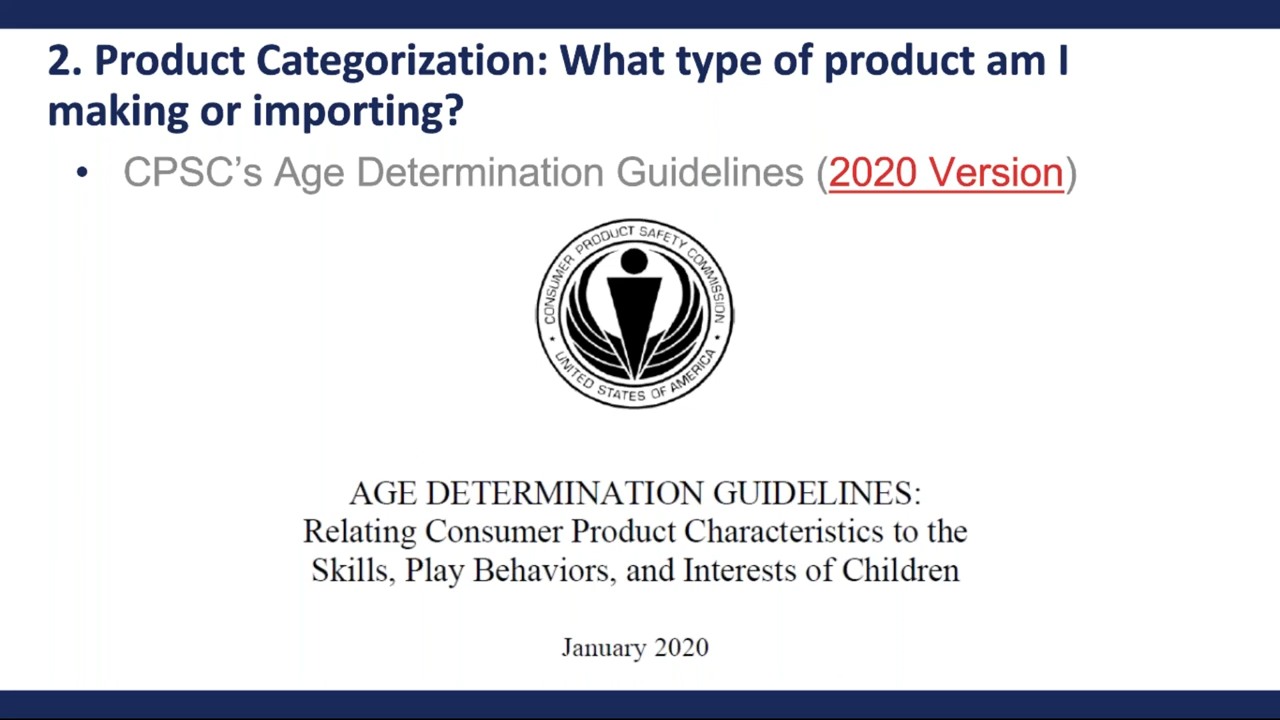 2. Product Categorization: What type of product am I
making or importing?
• CPSC’s Age Determination Guidelines (2020 Version)
CONSUMER PRODUCT SAFETY COMMISSION
UNITED STATES OF AMERICA
AGE DETERMINATION GUIDELINES:
Relating Consumer Product Characteristics to the
Skills, Play Behaviors, and Interests of Children
January 2020